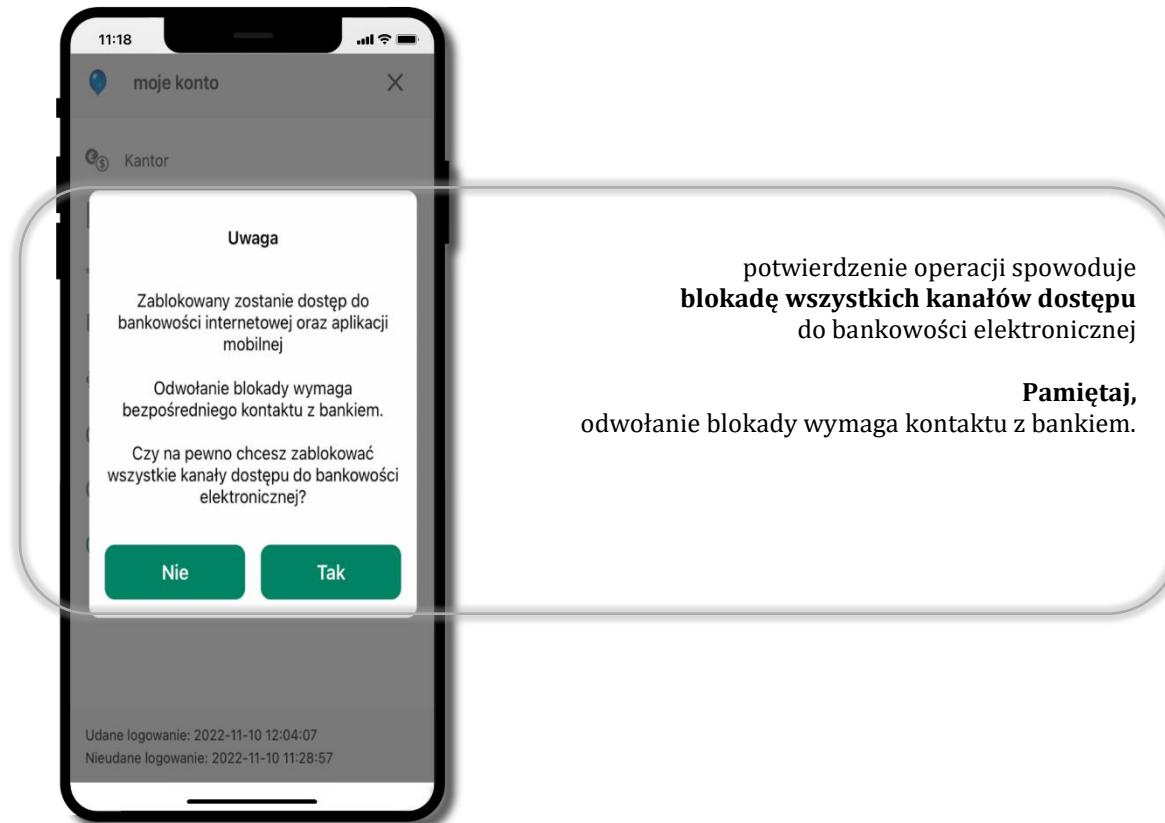 11:18
moje konto
Kantor
Uwaga
Zablokowany zostanie dostęp do
bankowości internetowej oraz aplikacji
mobilnej
Odwołanie blokady wymaga
bezpośredniego kontaktu z bankiem.
Czy na pewno chcesz zablokować
wszystkie kanały dostępu do bankowości
elektronicznej?
Nie Tak
Udane logowanie: 2022-11-10 12:04:07
Nieudane logowanie: 2022-11-10 11:28:57
potwierdzenie operacji spowoduje
blokadę wszystkich kanałów dostępu
do bankowości elektronicznej
Pamiętaj,
odwołanie blokady wymaga kontaktu z bankiem.